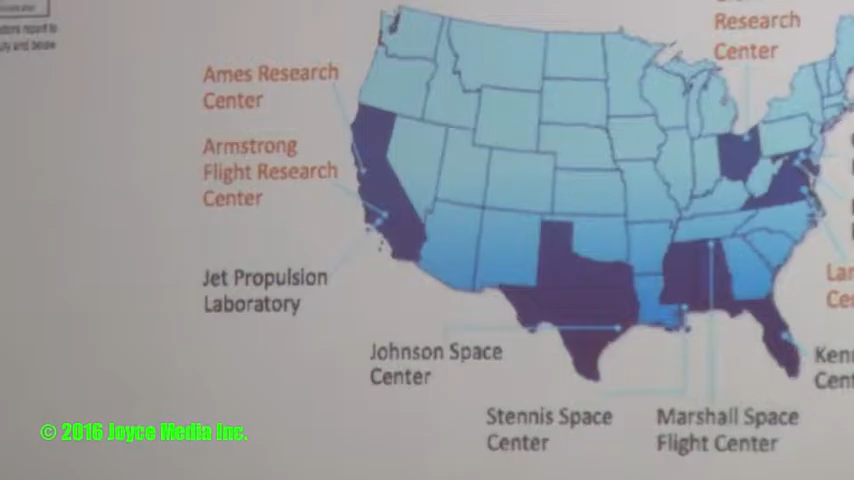 Research
Center
Ames Research
Center
Armstrong
Flight Research
Center
Jet Propulsion
Laboratory
Johnson Space
Center
Stennis Space
Center
Marshall Space
Flight Center
Lan
Ce
Kenn
Cent
© 2016 Joyce Media Inc.